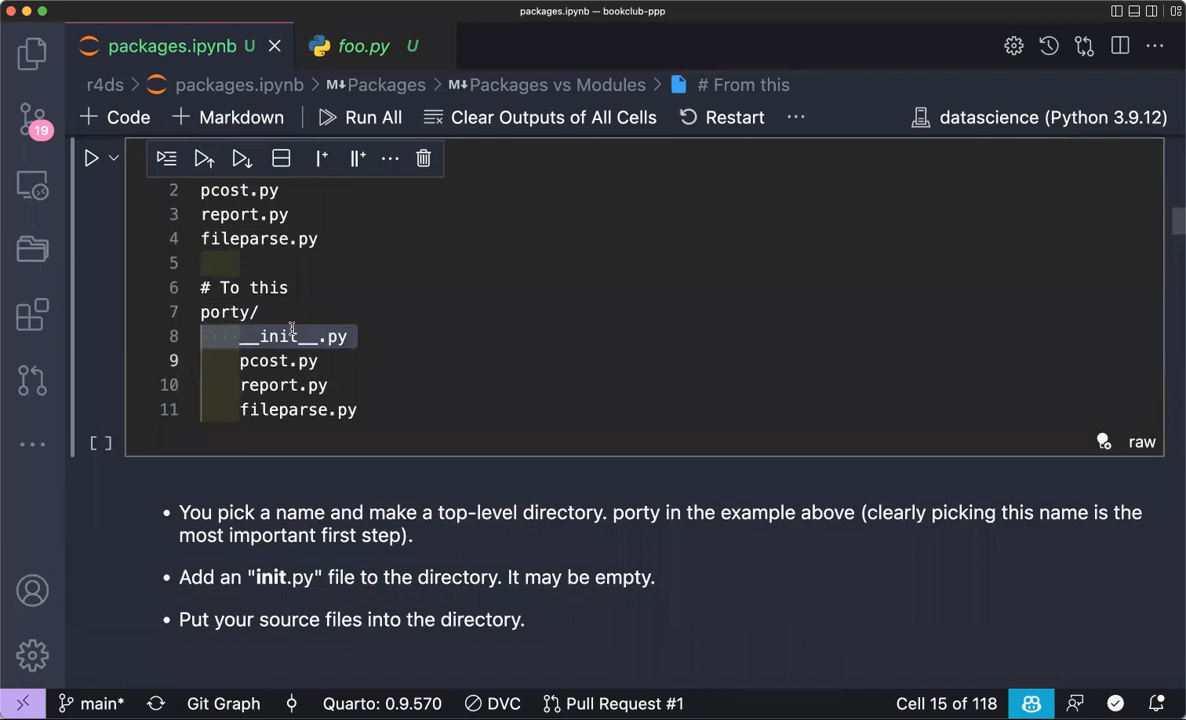 packages.ipynb — bookclub-ppp
packages.ipynb U
foo.py U
r4ds > packages.ipynb > M↓Packages > M↓Packages vs Modules > # From this
+ Code + Markdown Run All Clear Outputs of All Cells Restart ... datascience (Python 3.9.12)
19
2 pcost.py
3 report.py
4 fileparse.py
5
6 # To this
7 porty/
8 ····__init__.py
9 pcost.py
10 report.py
11 fileparse.py
[ ]
raw
• You pick a name and make a top-level directory. porty in the example above (clearly picking this name is the
most important first step).
• Add an "init.py" file to the directory. It may be empty.
• Put your source files into the directory.
main* Git Graph Quarto: 0.9.570 DVC Pull Request #1 Cell 15 of 118